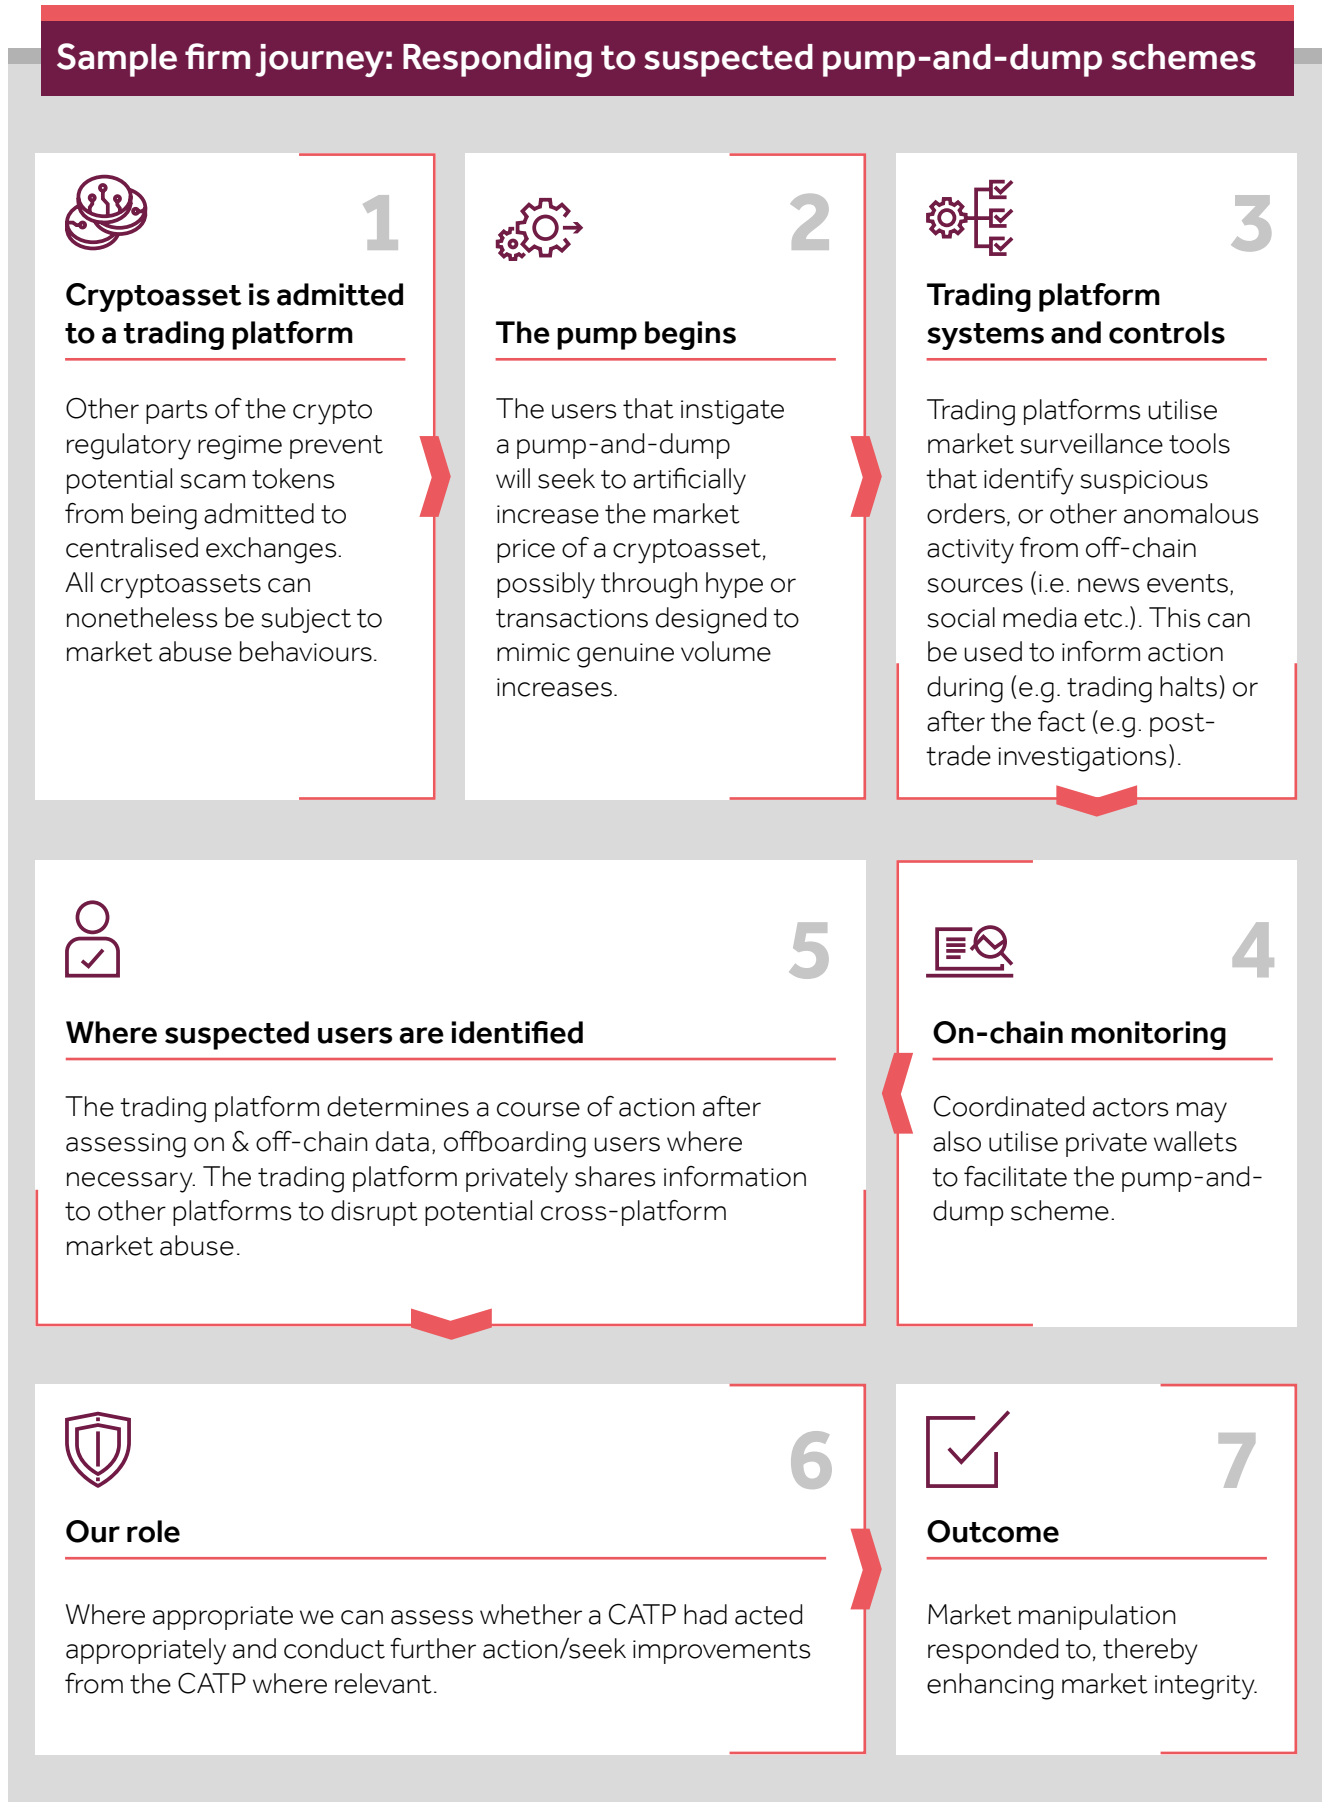 Sample firm journey: Responding to suspected pump-and-dump schemes
1
Cryptoasset is admitted
to a trading platform
Other parts of the crypto
regulatory regime prevent
potential scam tokens
from being admitted to
centralised exchanges.
All cryptoassets can
nonetheless be subject to
market abuse behaviours.
2
The pump begins
The users that instigate
a pump-and-dump
will seek to artificially
increase the market
price of a cryptoasset,
possibly through hype or
transactions designed to
mimic genuine volume
increases.
3
Trading platform
systems and controls
Trading platforms utilise
market surveillance tools
that identify suspicious
orders, or other anomalous
activity from off-chain
sources (i.e. news events,
social media etc.). This can
be used to inform action
during (e.g. trading halts) or
after the fact (e.g. post-
trade investigations).
4
On-chain monitoring
Coordinated actors may
also utilise private wallets
to facilitate the pump-and-
dump scheme.
5
Where suspected users are identified
The trading platform determines a course of action after
assessing on & off-chain data, offboarding users where
necessary. The trading platform privately shares information
to other platforms to disrupt potential cross-platform
market abuse.
6
Our role
Where appropriate we can assess whether a CATP had acted
appropriately and conduct further action/seek improvements
from the CATP where relevant.
7
Outcome
Market manipulation
responded to, thereby
enhancing market integrity.